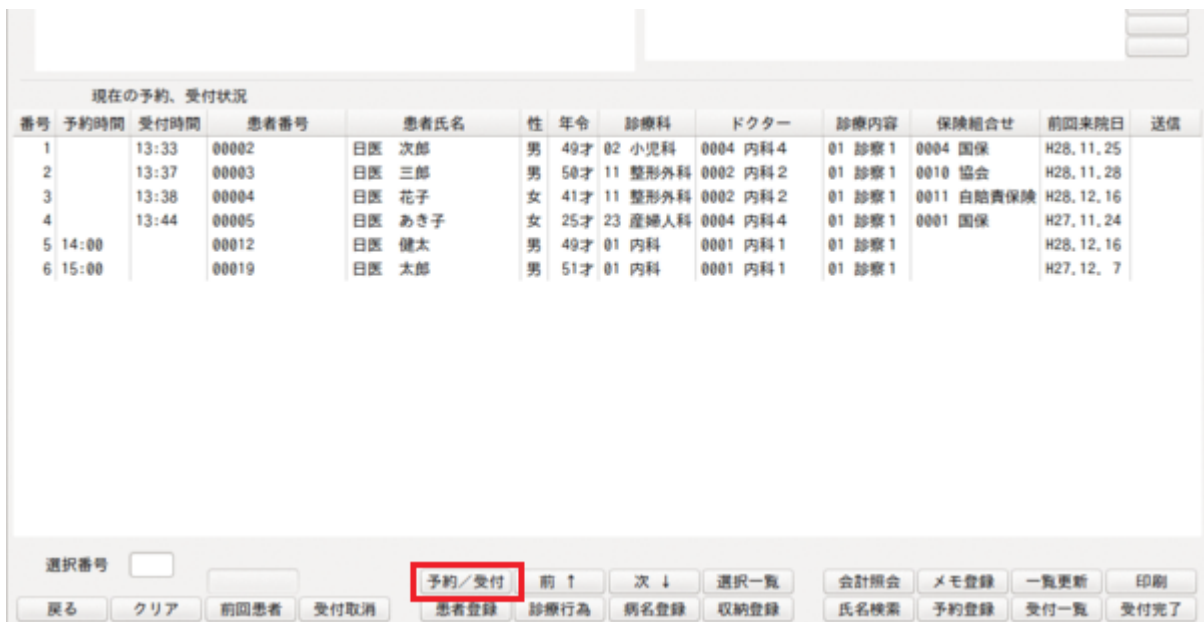 現在の予約、受付状況
番号 予約時間 受付時間 患者番号 患者氏名 性 年令 診療科 ドクター 診療内容 保険組合せ 前回来院日 送信
1 13:33 00002 日医 次郎 男 49才 02 小児科 0004 内科4 01 診察1 0004 国保 H28.11.25
2 13:37 00003 日医 三郎 男 50才 11 整形外科 0002 内科2 01 診察1 0010 協会 H28.11.28
3 13:38 00004 日医 花子 女 41才 11 整形外科 0002 内科2 01 診察1 0011 自賠責保険 H28.12.16
4 13:44 00005 日医 あき子 女 25才 23 産婦人科 0004 内科4 01 診察1 0001 国保 H27.11.24
5 14:00 00012 日医 健太 男 49才 01 内科 0001 内科1 01 診察1 H28.12.16
6 15:00 00019 日医 太郎 男 51才 01 内科 0001 内科1 01 診察1 H27.12. 7
選択番号
予約／受付 前 ↑ 次 ↓ 選択一覧 会計照会 メモ登録 一覧更新 印刷
戻る クリア 前回患者 受付取消 患者登録 診療行為 病名登録 収納登録 氏名検索 予約登録 受付一覧 受付完了